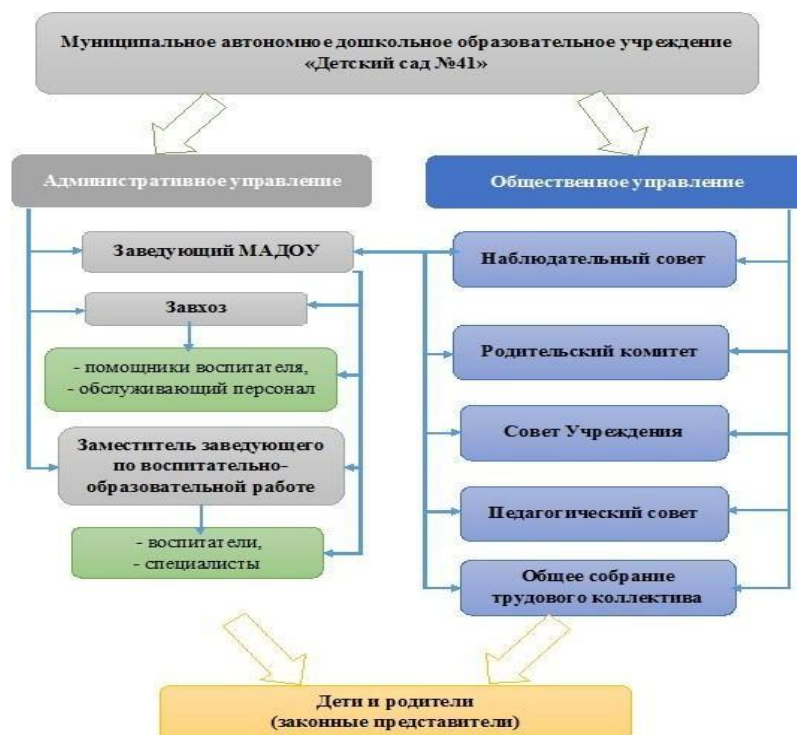 Муниципальное автономное дошкольное образовательное учреждение
«Детский сад №41»
Административное управление
Общественное управление
Заведующий МАДОУ
Завхоз
- помощники воспитателя,
- обслуживающий персонал
Заместитель заведующего
по воспитательно-
образовательной работе
- воспитатели,
- специалисты
Наблюдательный совет
Родительский комитет
Совет Учреждения
Педагогический совет
Общее собрание
трудового коллектива
Дети и родители
(законные представители)